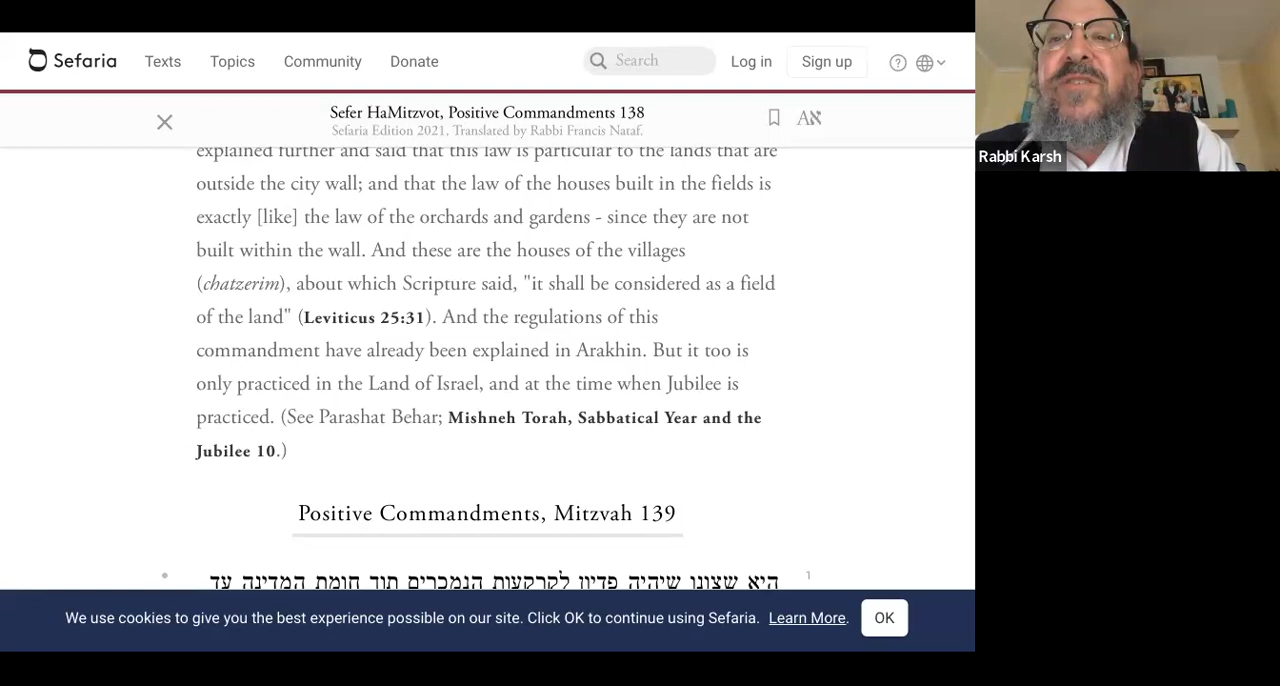 Sefaria Texts Topics Community Donate Search Log in Sign up
Sefer HaMitzvot, Positive Commandments 138
Sefaria Edition 2021, Translated by Rabbi Francis Nataf.
Rabbi Karsh
explained further and said that this law is particular to the lands that are
outside the city wall; and that the law of the houses built in the fields is
exactly [like] the law of the orchards and gardens - since they are not
built within the wall. And these are the houses of the villages
(chatzerim), about which Scripture said, "it shall be considered as a field
of the land" (Leviticus 25:31). And the regulations of this
commandment have already been explained in Arakhin. But it too is
only practiced in the Land of Israel, and at the time when Jubilee is
practiced. (See Parashat Behar; Mishneh Torah, Sabbatical Year and the
Jubilee 10.)
Positive Commandments, Mitzvah 139
1
היא שצונו שיהיה פדיון לקרקעות הנמכרים תוך חומת המדינה עד
We use cookies to give you the best experience possible on our site. Click OK to continue using Sefaria. Learn More. OK